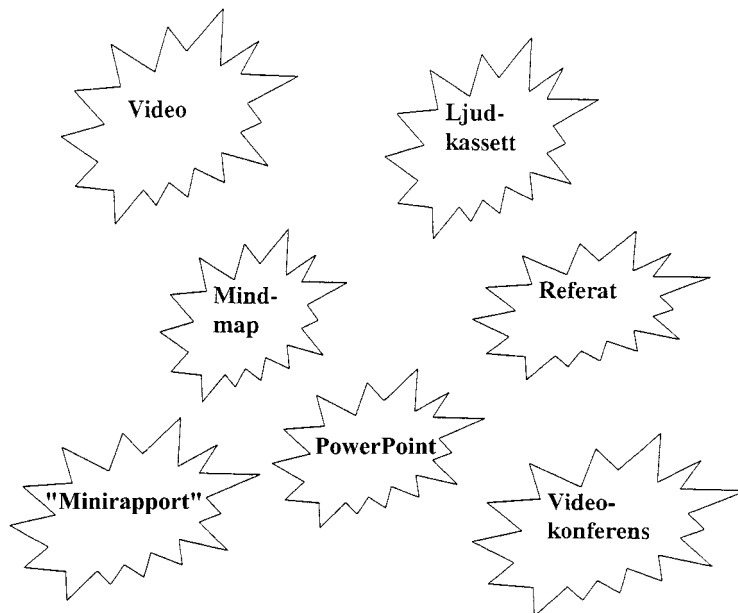 Video
Ljud-
kassett
Mind-
map
Referat
PowerPoint
"Minirapport"
Video-
konferens